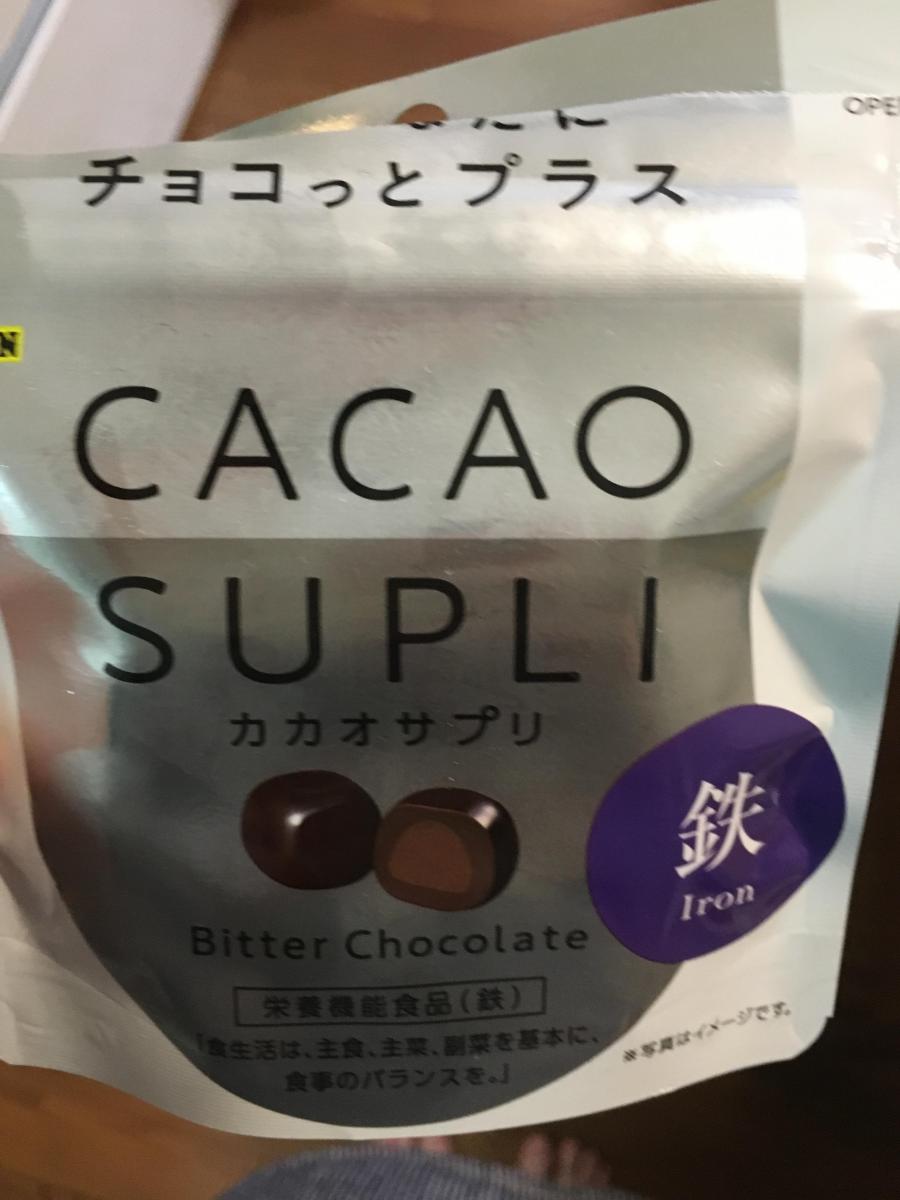 OPE
チョコっとプラス
N
CACAO
SUPLI
カカオサプリ
鉄
Iron
Bitter Chocolate
栄養機能食品(鉄)
「食生活は、主食、主菜、副菜を基本に、
食事のバランスを。」
※写真はイメージです。